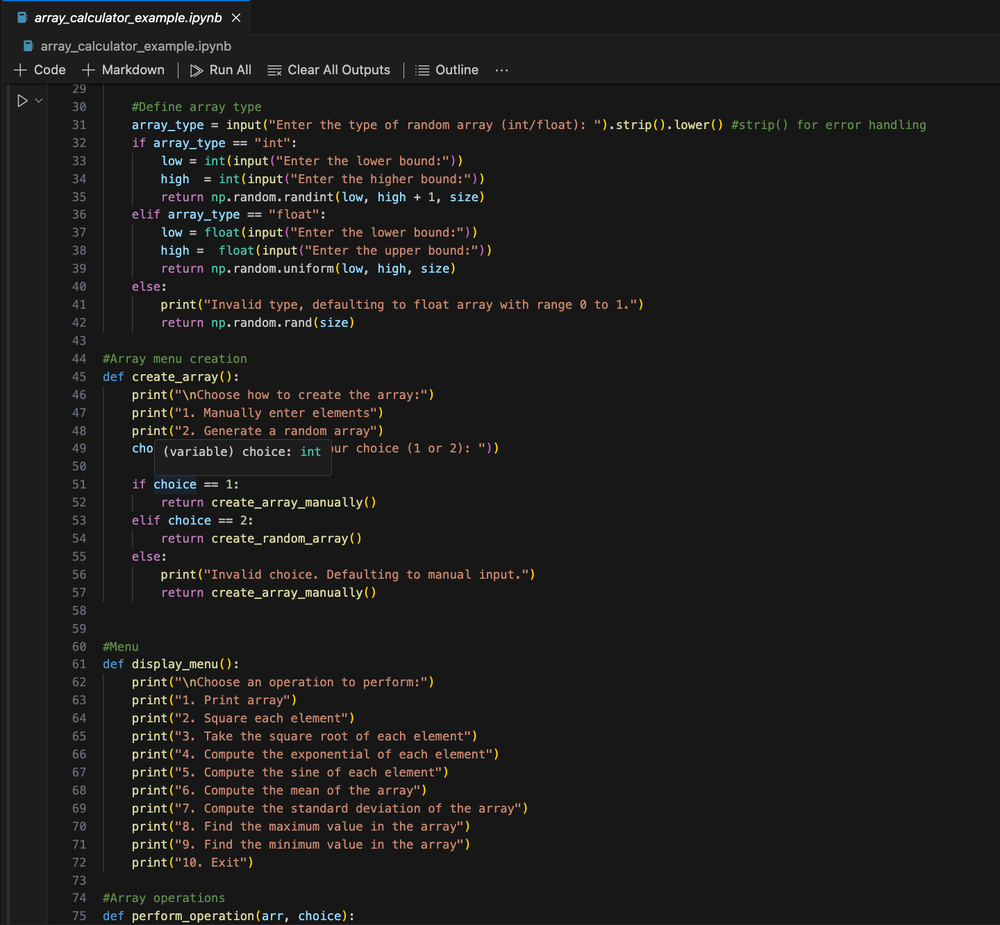 array_calculator_example.ipynb
array_calculator_example.ipynb
Code Markdown Run All Clear All Outputs Outline ...
29
30 #Define array type
31 array_type = input("Enter the type of random array (int/float): ").strip().lower() #strip() for error handling
32 if array_type == "int":
33 low = int(input("Enter the lower bound:"))
34 high  = int(input("Enter the higher bound:"))
35 return np.random.randint(low, high + 1, size)
36 elif array_type == "float":
37 low = float(input("Enter the lower bound:"))
38 high =  float(input("Enter the upper bound:"))
39 return np.random.uniform(low, high, size)
40 else:
41 print("Invalid type, defaulting to float array with range 0 to 1.")
42 return np.random.rand(size)
43
44 #Array menu creation
45 def create_array():
46 print("\nChoose how to create the array:")
47 print("1. Manually enter elements")
48 print("2. Generate a random array")
49 cho ur choice (1 or 2): "))
(variable) choice: int
50
51 if choice == 1:
52 return create_array_manually()
53 elif choice == 2:
54 return create_random_array()
55 else:
56 print("Invalid choice. Defaulting to manual input.")
57 return create_array_manually()
58
59
60 #Menu
61 def display_menu():
62 print("\nChoose an operation to perform:")
63 print("1. Print array")
64 print("2. Square each element")
65 print("3. Take the square root of each element")
66 print("4. Compute the exponential of each element")
67 print("5. Compute the sine of each element")
68 print("6. Compute the mean of the array")
69 print("7. Compute the standard deviation of the array")
70 print("8. Find the maximum value in the array")
71 print("9. Find the minimum value in the array")
72 print("10. Exit")
73
74 #Array operations
75 def perform_operation(arr, choice):